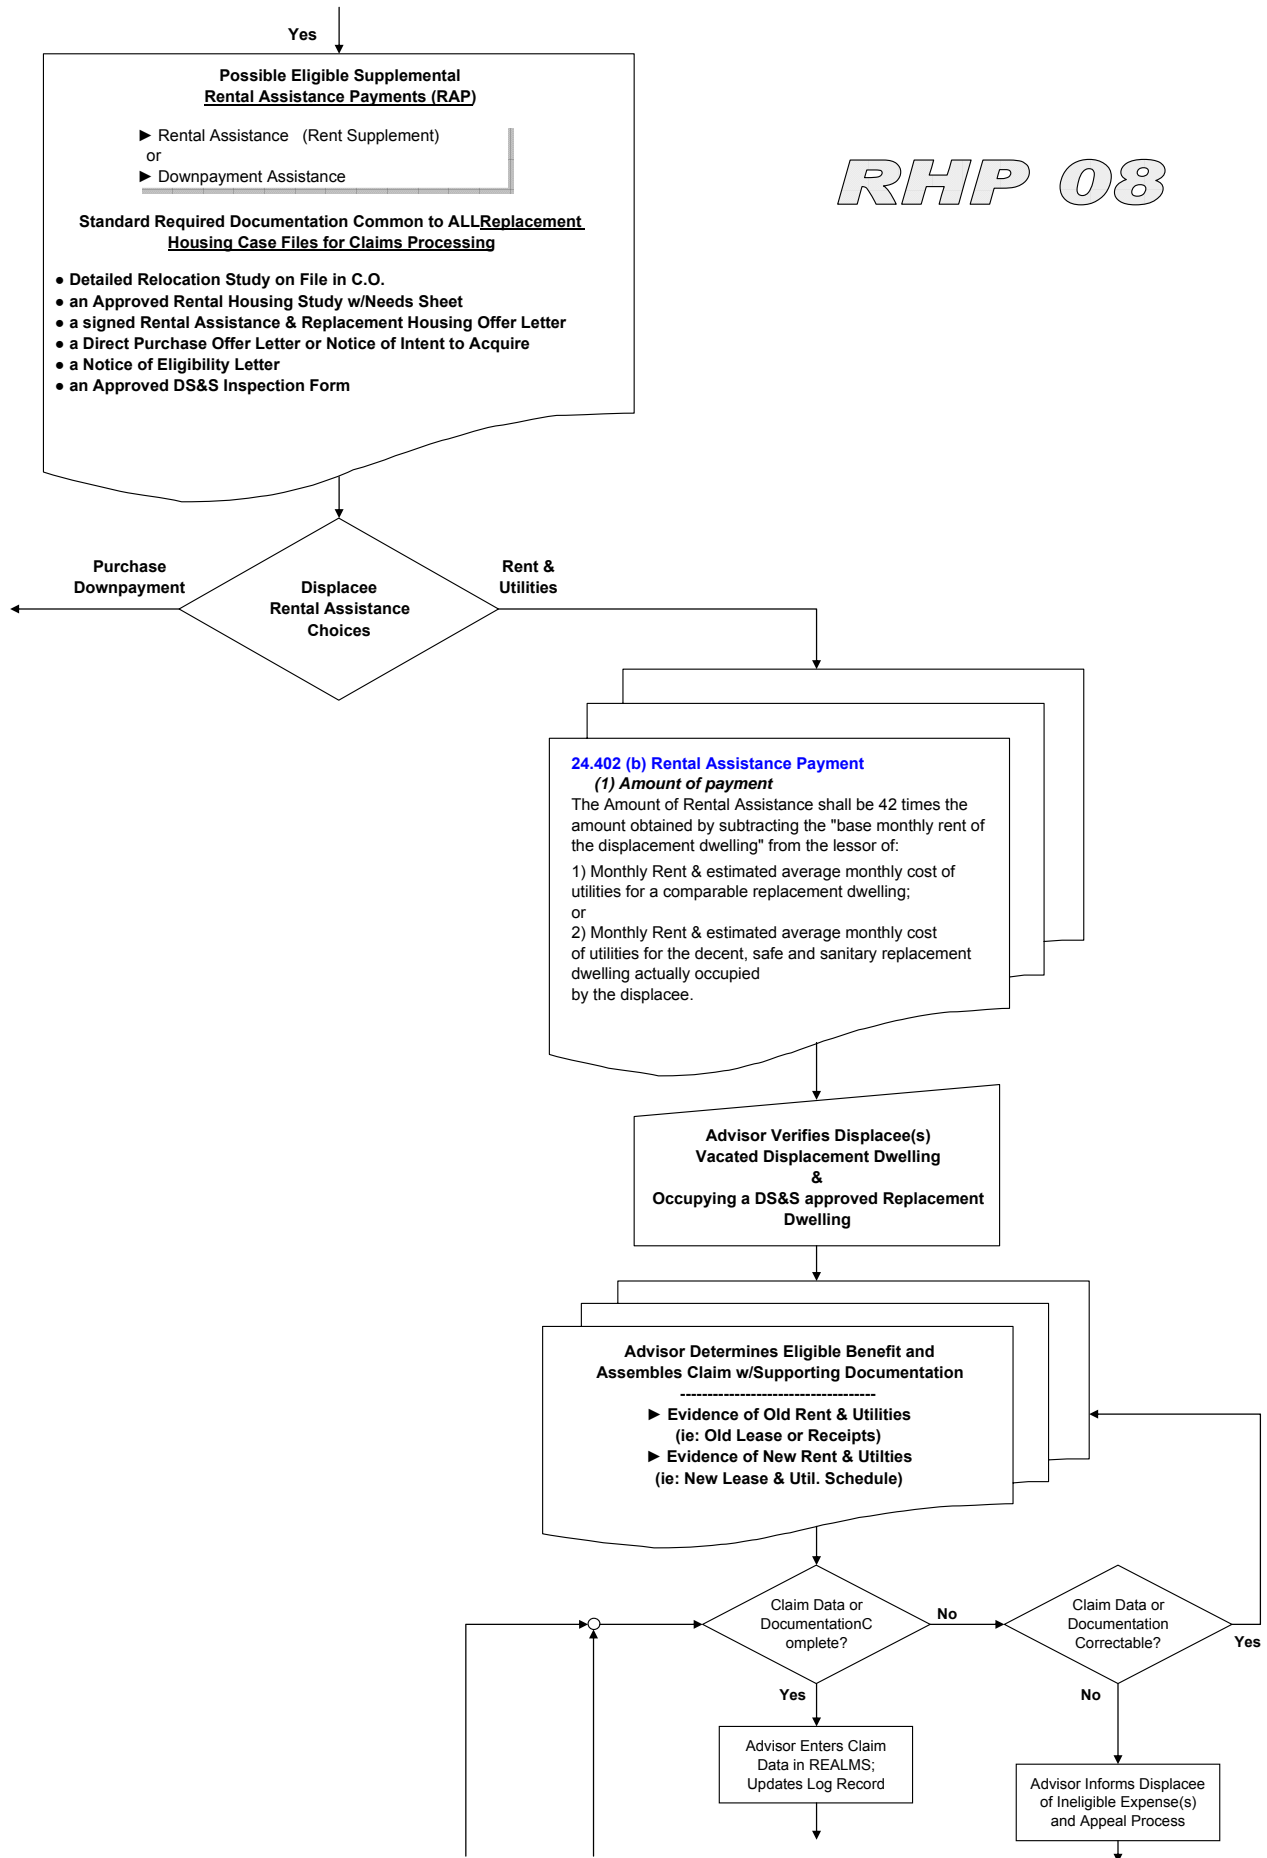 Yes
Possible Eligible Supplemental
Rental Assistance Payments (RAP)
► Rental Assistance (Rent Supplement)
or
► Downpayment Assistance
RHP 08
Standard Required Documentation Common to ALLReplacement
Housing Case Files for Claims Processing
● Detailed Relocation Study on File in C.O.
● an Approved Rental Housing Study w/Needs Sheet
● a signed Rental Assistance & Replacement Housing Offer Letter
● a Direct Purchase Offer Letter or Notice of Intent to Acquire
● a Notice of Eligibility Letter
● an Approved DS&S Inspection Form
Purchase
Downpayment
Displacee
Rental Assistance
Choices
Rent &
Utilities
24.402 (b) Rental Assistance Payment
(1) Amount of payment
The Amount of Rental Assistance shall be 42 times the
amount obtained by subtracting the "base monthly rent of
the displacement dwelling" from the lessor of:
1) Monthly Rent & estimated average monthly cost of
utilities for a comparable replacement dwelling;
or
2) Monthly Rent & estimated average monthly cost
of utilities for the decent, safe and sanitary replacement
dwelling actually occupied
by the displacee.
Advisor Verifies Displacee(s)
Vacated Displacement Dwelling
&
Occupying a DS&S approved Replacement
Dwelling
Advisor Determines Eligible Benefit and
Assembles Claim w/Supporting Documentation
------------------------------------
► Evidence of Old Rent & Utilities
(ie: Old Lease or Receipts)
► Evidence of New Rent & Utilties
(ie: New Lease & Util. Schedule)
Claim Data or
DocumentationC
omplete?
No
Claim Data or
Documentation
Correctable?
Yes
Yes
No
Advisor Enters Claim
Data in REALMS;
Updates Log Record
Advisor Informs Displacee
of Ineligible Expense(s)
and Appeal Process